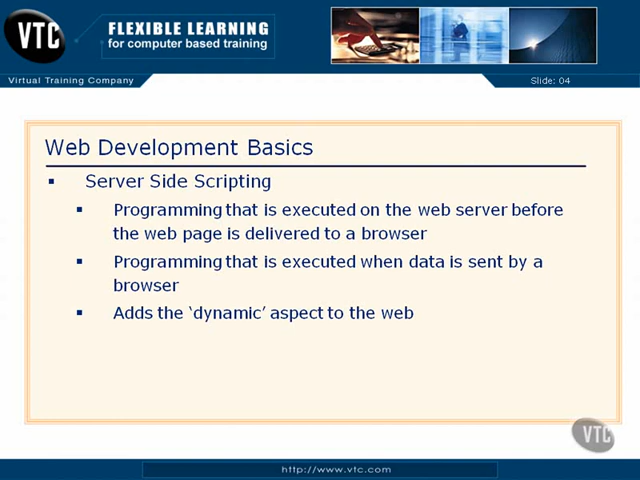 VTC
FLEXIBLE LEARNING
for computer based training
Virtual Training Company
Slide: 04
Web Development Basics
▪ Server Side Scripting
▪ Programming that is executed on the web server before
the web page is delivered to a browser
▪ Programming that is executed when data is sent by a
browser
▪ Adds the ‘dynamic’ aspect to the web
VTC
http://www.vtc.com